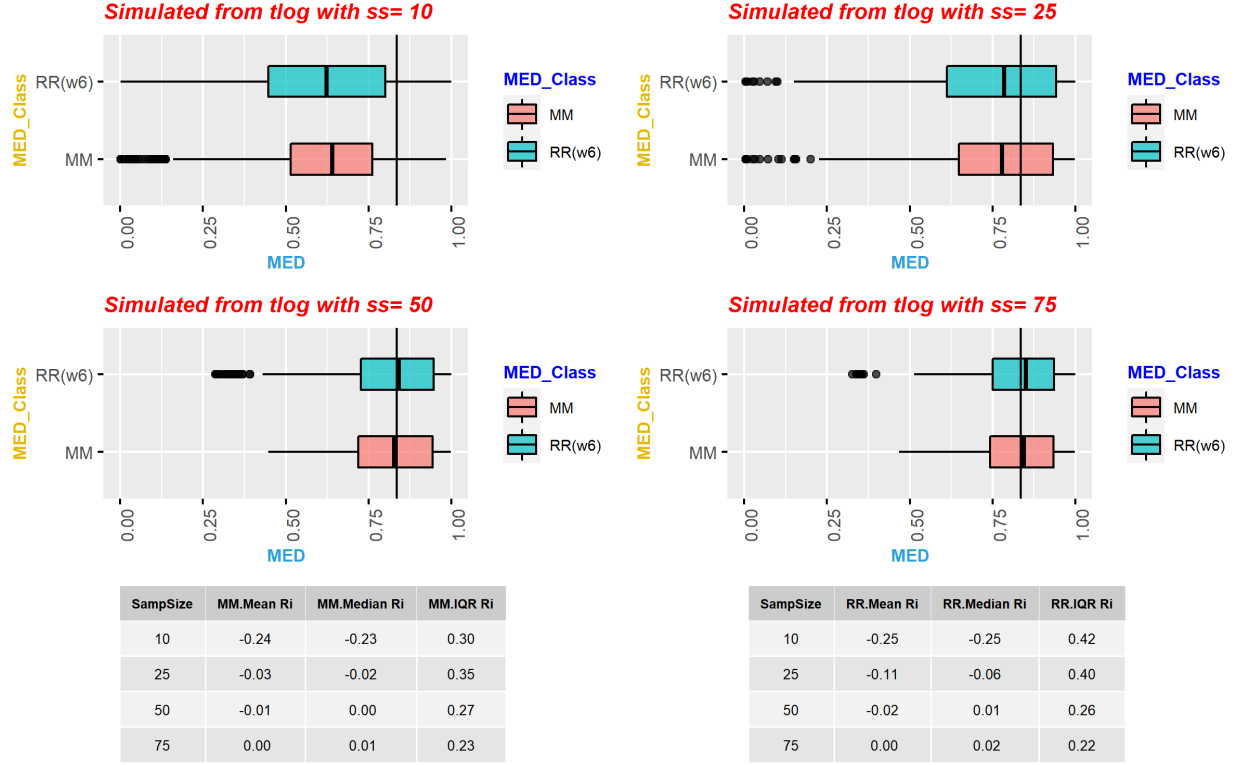 Simulated from tlog with ss= 10
MED_Class
RR(w6)
MM
0.00
0.25
0.50
0.75
1.00
MED
MED_Class
MM
RR(w6)
Simulated from tlog with ss= 25
MED_Class
RR(w6)
MM
0.00
0.25
0.50
0.75
1.00
MED
MED_Class
MM
RR(w6)
Simulated from tlog with ss= 50
MED_Class
RR(w6)
MM
0.00
0.25
0.50
0.75
1.00
MED
MED_Class
MM
RR(w6)
Simulated from tlog with ss= 75
MED_Class
RR(w6)
MM
0.00
0.25
0.50
0.75
1.00
MED
MED_Class
MM
RR(w6)
SampSize MM.Mean Ri MM.Median Ri MM.IQR Ri
10 -0.24 -0.23 0.30
25 -0.03 -0.02 0.35
50 -0.01 0.00 0.27
75 0.00 0.01 0.23
SampSize RR.Mean Ri RR.Median Ri RR.IQR Ri
10 -0.25 -0.25 0.42
25 -0.11 -0.06 0.40
50 -0.02 0.01 0.26
75 0.00 0.02 0.22